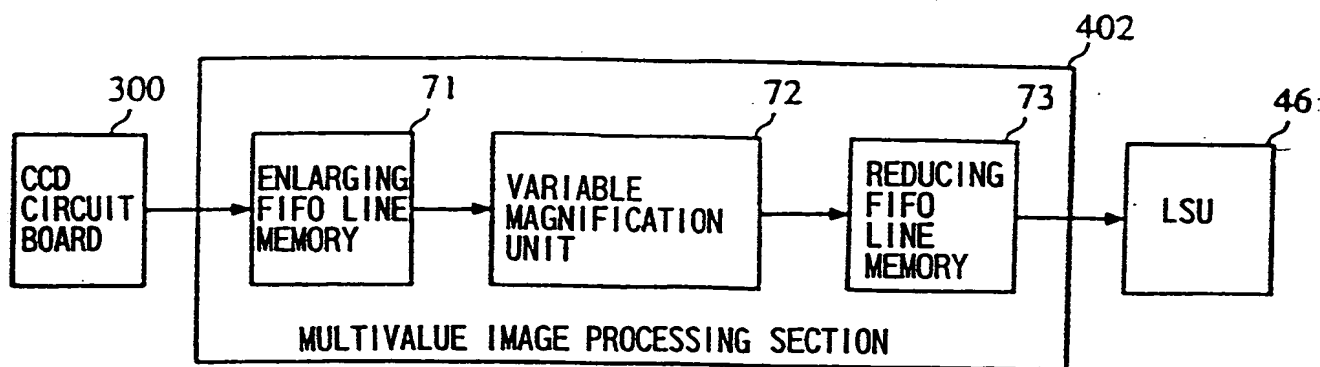 402
300
71
72
73
46
CCD
CIRCUIT
BOARD
ENLARGING
FIFO LINE
MEMORY
VARIABLE
MAGNIFICATION
UNIT
REDUCING
FIFO
LINE
MEMORY
LSU
MULTIVALUE IMAGE PROCESSING SECTION